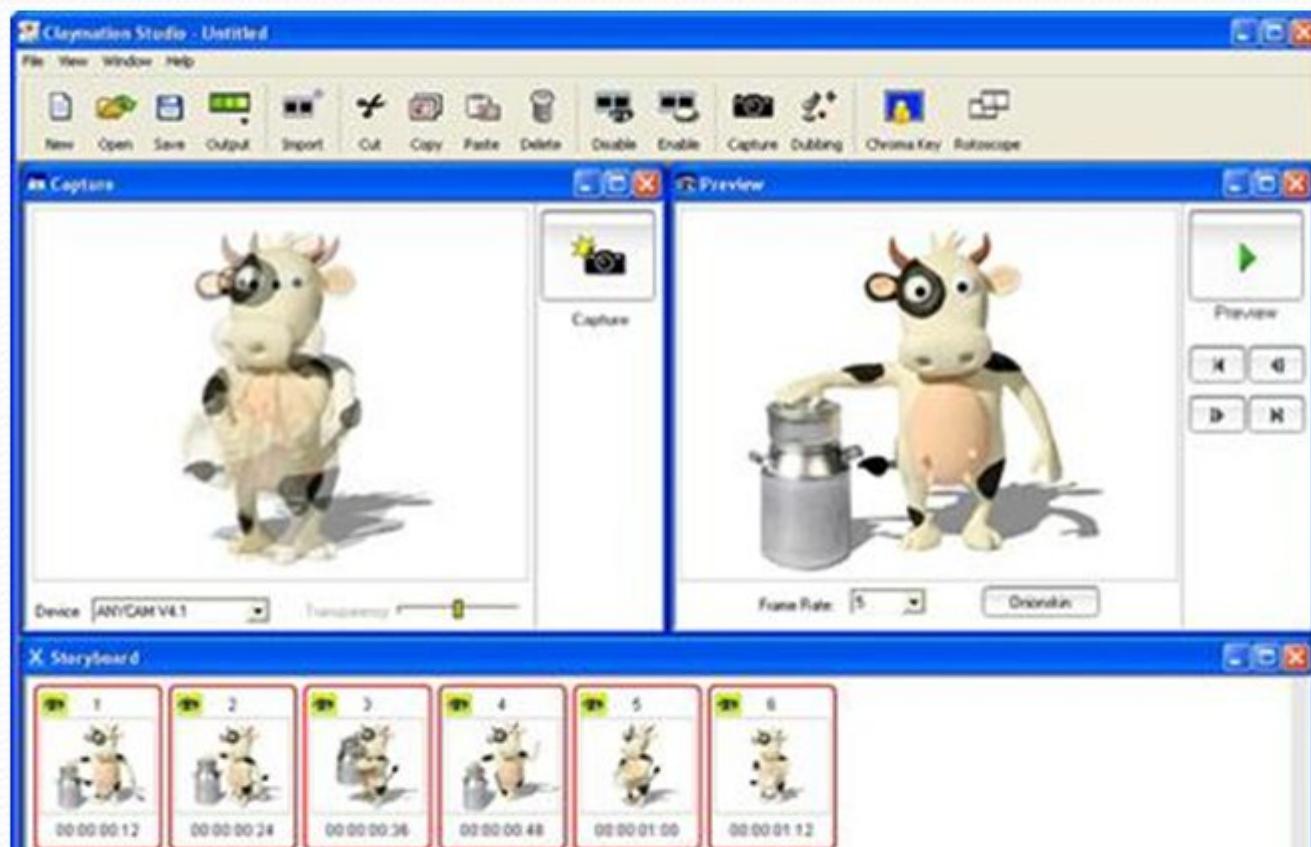 Claymation Studio - Untitled
File View Window Help
New Open Save Output Import Cut Copy Paste Delete Disable Enable Capture Dubbing Chroma Key Rotoscope
Capture
Preview
Capture
Preview
Device ANYCAM V4.1 Transparency
Frame Rate: 5 Onionskin
Storyboard
1 2 3 4 5 6
00:00:00:12 00:00:00:24 00:00:00:36 00:00:00:48 00:00:01:00 00:00:01:12